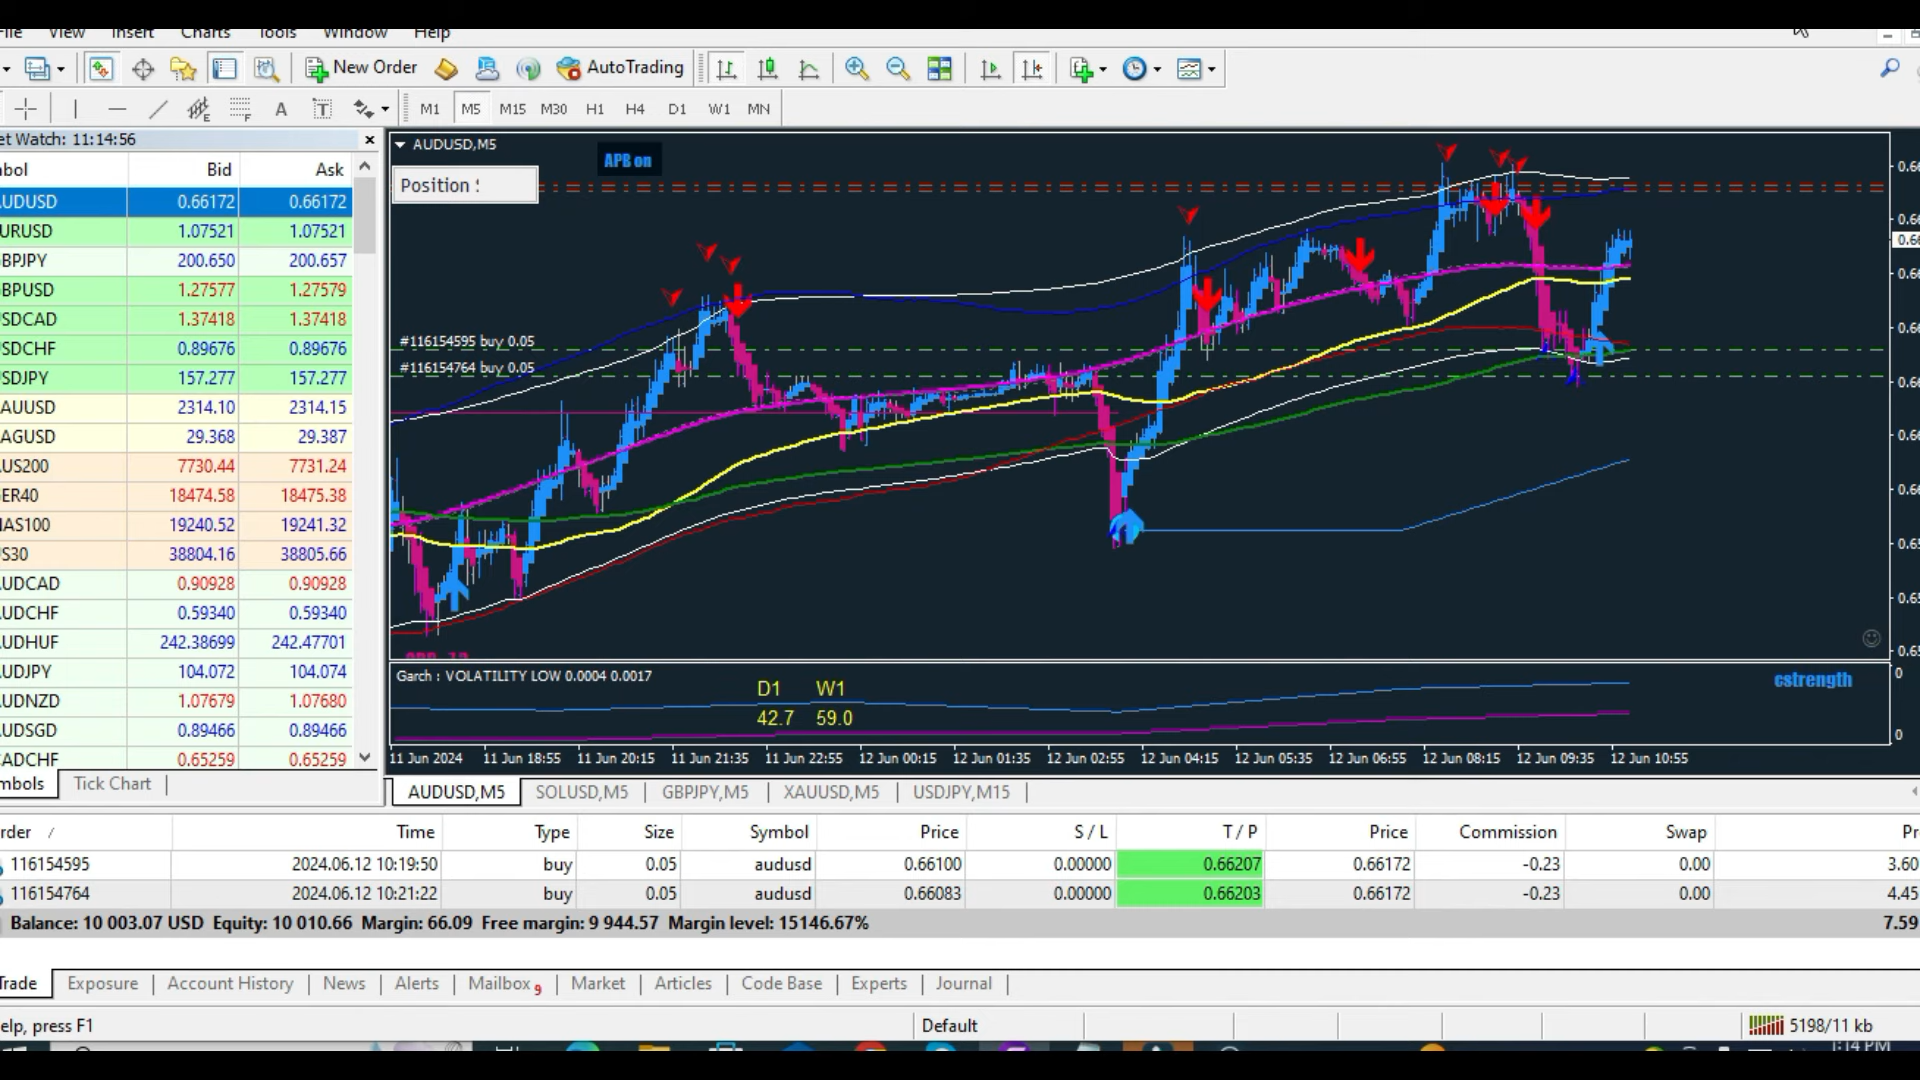 File View Insert Charts Tools Window Help
New Order AutoTrading
A T M1 M5 M15 M30 H1 H4 D1 W1 MN
et Watch: 11:14:56
bol Bid Ask
UDUSD 0.66172 0.66172
URUSD 1.07521 1.07521
BPJPY 200.650 200.657
BPUSD 1.27577 1.27579
SDCAD 1.37418 1.37418
SDCHF 0.89676 0.89676
SDJPY 157.277 157.277
AUUSD 2314.10 2314.15
AGUSD 29.368 29.387
US200 7730.44 7731.24
ER40 18474.58 18475.38
NAS100 19240.52 19241.32
S30 38804.16 38805.66
UDCAD 0.90928 0.90928
UDCHF 0.59340 0.59340
UDHUF 242.38699 242.47701
UDJPY 104.072 104.074
UDNZD 1.07679 1.07680
UDSGD 0.89466 0.89466
CADCHF 0.65259 0.65259
mbols Tick Chart
AUDUSD,M5
APB on
Position
#116154595 buy 0.05
#116154764 buy 0.05
Garch : VOLATILITY LOW 0.0004 0.0017
cstrength
D1 W1
42.7 59.0
11 Jun 2024 11 Jun 18:55 11 Jun 20:15 11 Jun 21:35 11 Jun 22:55 12 Jun 00:15 12 Jun 01:35 12 Jun 02:55 12 Jun 04:15 12 Jun 05:35 12 Jun 06:55 12 Jun 08:15 12 Jun 09:35 12 Jun 10:55
AUDUSD,M5 SOLUSD,M5 GBPJPY,M5 XAUUSD,M5 USDJPY,M15
rder / Time Type Size Symbol Price S / L T / P Price Commission Swap Pr
116154595 2024.06.12 10:19:50 buy 0.05 audusd 0.66100 0.00000 0.66207 0.66172 -0.23 0.00 3.60
116154764 2024.06.12 10:21:22 buy 0.05 audusd 0.66083 0.00000 0.66203 0.66172 -0.23 0.00 4.45
Balance: 10 003.07 USD Equity: 10 010.66 Margin: 66.09 Free margin: 9 944.57 Margin level: 15146.67% 7.59
Trade Exposure Account History News Alerts Mailbox 9 Market Articles Code Base Experts Journal
elp, press F1 Default 5198/11 kb
1:14 PM